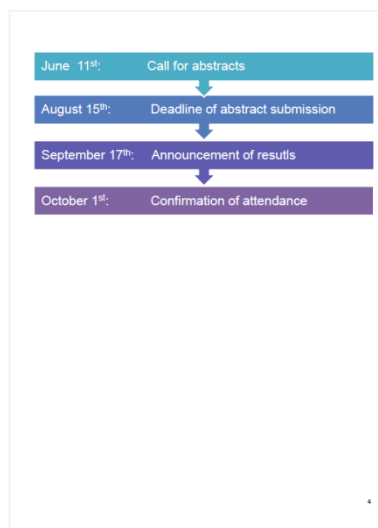 June 11st: Call for abstracts
August 15th: Deadline of abstract submission
September 17th: Announcement of resutls
October 1st: Confirmation of attendance
4